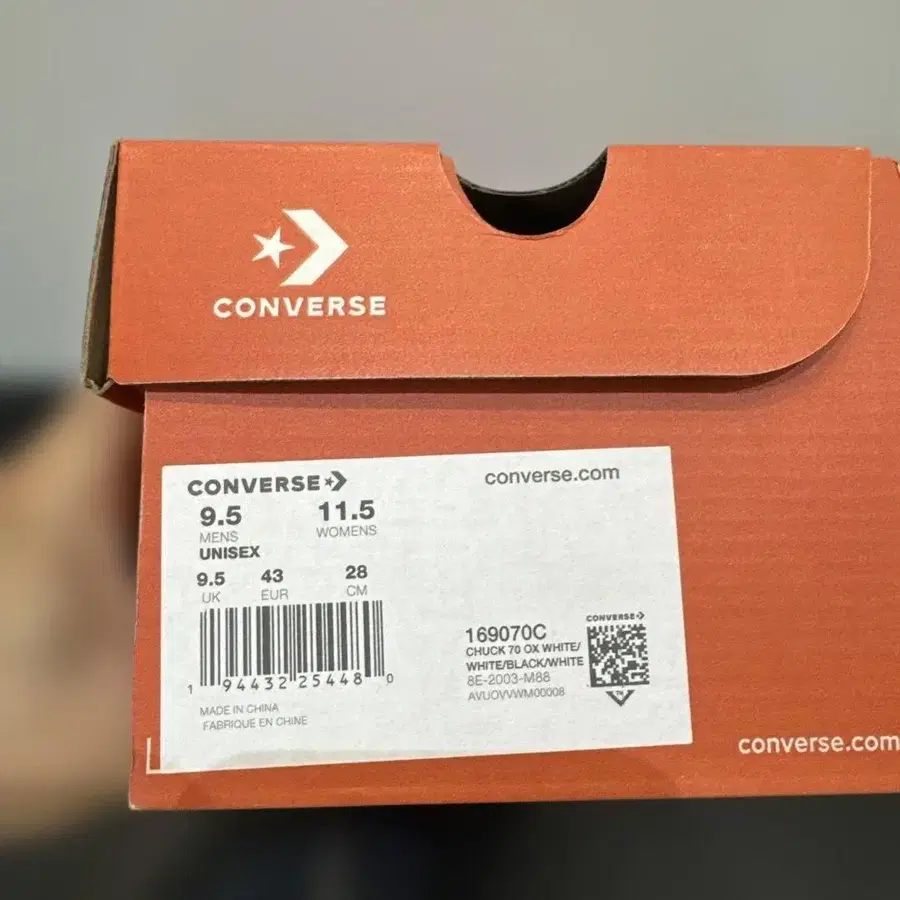 CONVERSE
CONVERSE
converse.com
9.5 11.5
MENS WOMENS
UNISEX
9.5 43 28
UK EUR CM
1 94432 25448 0
MADE IN CHINA
FABRIQUE EN CHINE
169070C
CHUCK 70 OX WHITE/
WHITE/BLACK/WHITE
8E-2003-M88
AVUOVVWM00008
CONVERSE
converse.com